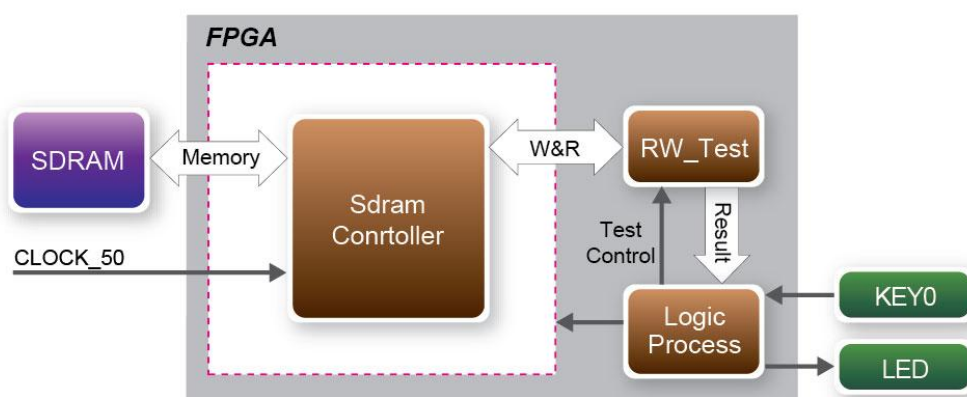 FPGA
SDRAM
Memory
Sdram
Conrtoller
W&R
RW_Test
CLOCK_50
Test
Control
Result
Logic
Process
KEY0
LED